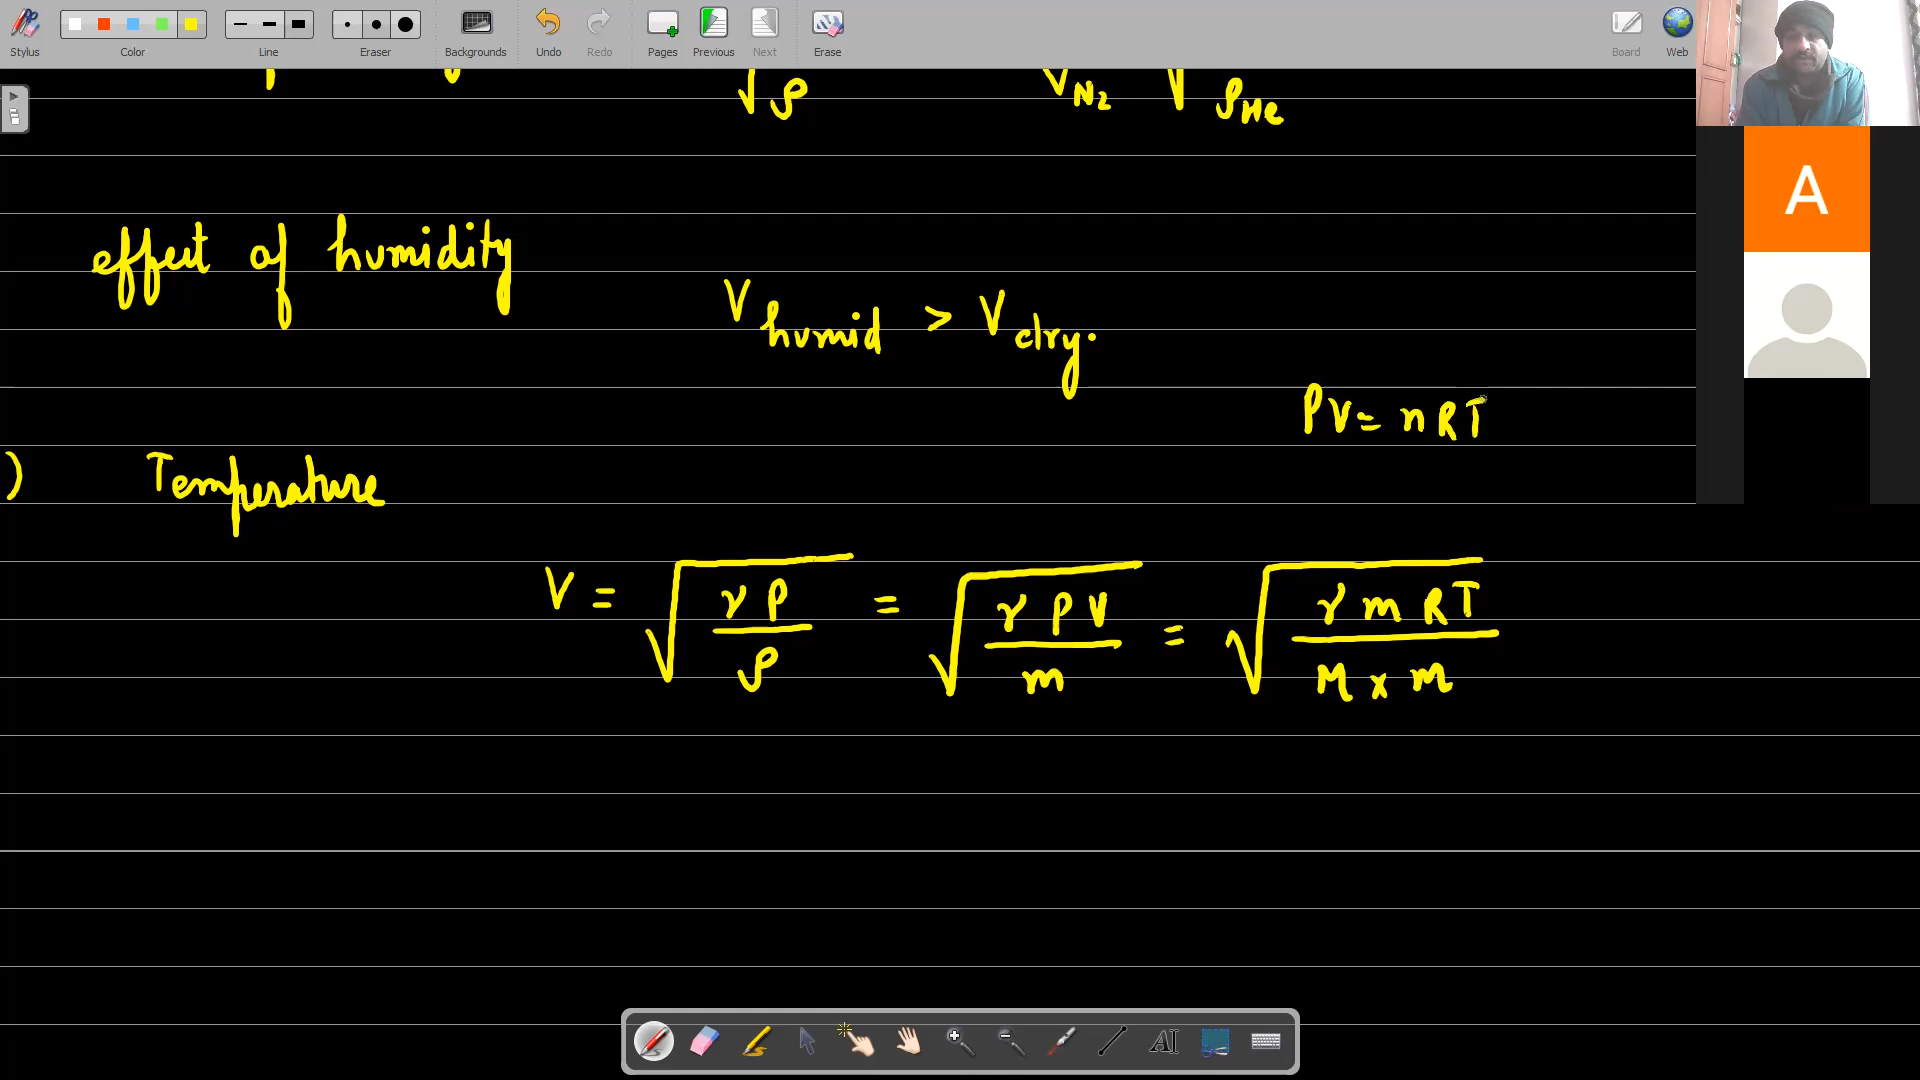 Stylus Color Line Eraser Backgrounds Undo Redo Pages Previous Next Erase Board Web
√ρ V_N₂ √ρ_He
effect of humidity
V_humid > V_dry.
PV = nRT
) Temperature
V = √(γP/ρ) = √(γPV/m) = √(γmRT/M×m)
A
AI